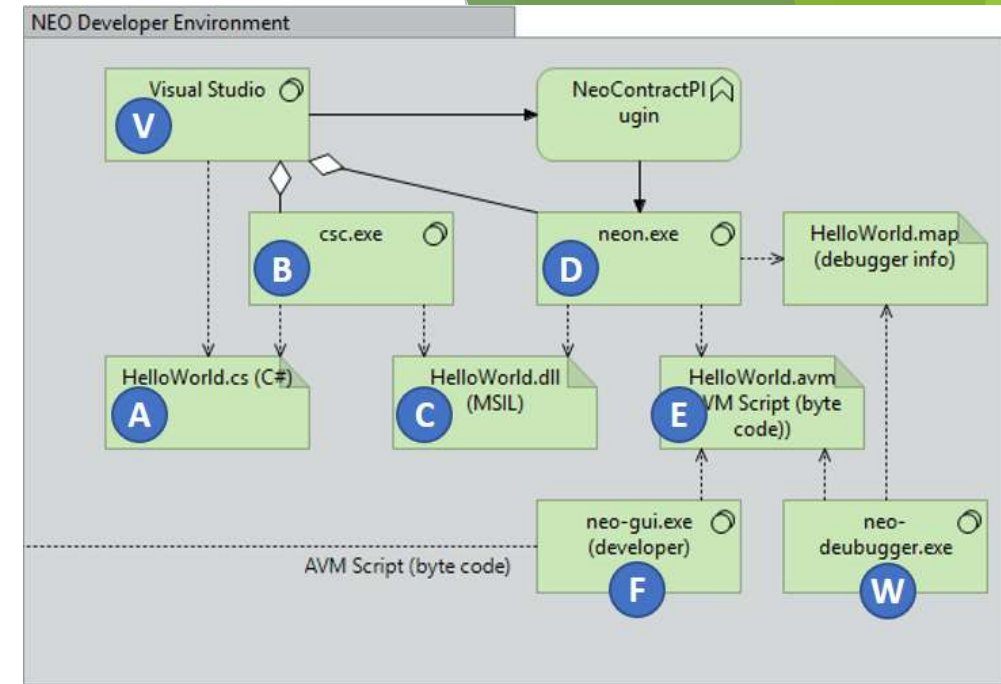 NEO Developer Environment
Visual Studio
V
NeoContractPl
ugin
csc.exe
B
neon.exe
D
HelloWorld.map
(debugger info)
HelloWorld.cs (C#)
A
HelloWorld.dll
(MSIL)
C
HelloWorld.avm
VM Script (byte
code))
E
neo-gui.exe
(developer)
F
neo-
deubugger.exe
W
AVM Script (byte code)